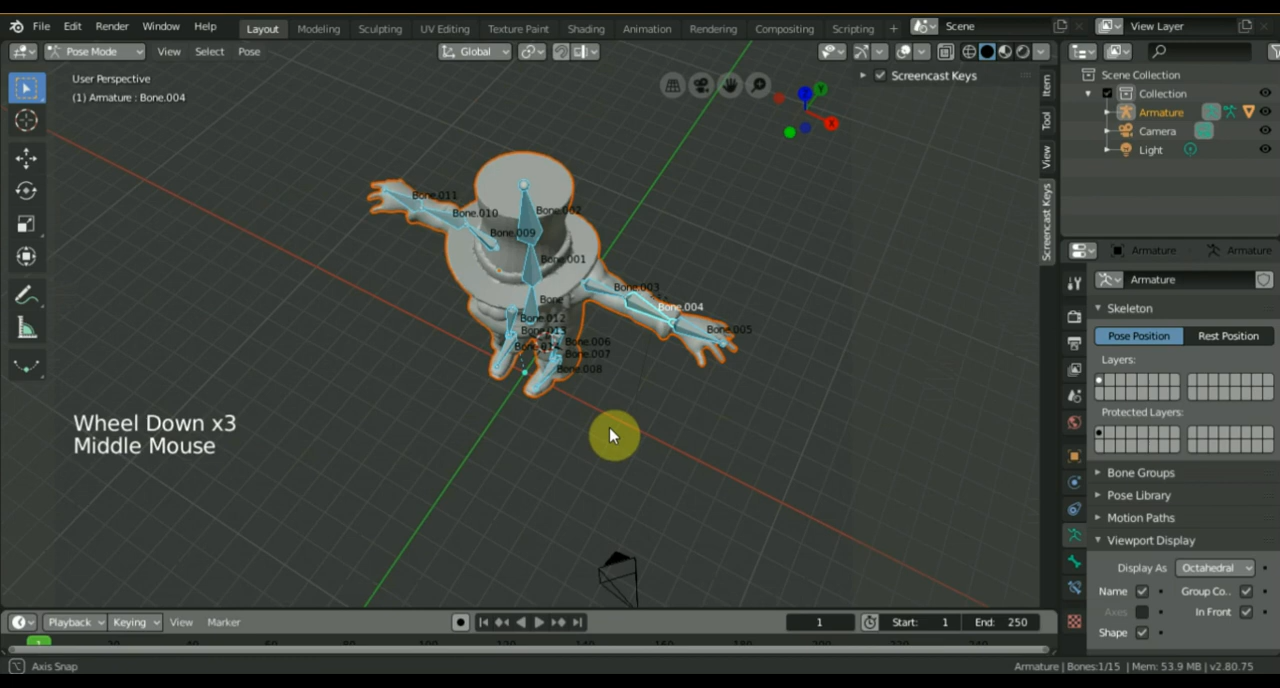 File Edit Render Window Help Layout Modeling Sculpting UV Editing Texture Paint Shading Animation Rendering Compositing Scripting + Scene View Layer
Pose Mode View Select Pose Global
User Perspective
(1) Armature : Bone.004
Screencast Keys
Item
Tool
View
Screencast Keys
Z
Y
X
Bone.011
Bone.010
Bone.002
Bone.009
Bone.001
Bone.003
Bone
Bone.004
Bone.012
Bone.005
Bone.013
Bone.006
Bone.014
Bone.007
Bone.008
Wheel Down x3
Middle Mouse
Scene Collection
Collection
Armature
Camera
Light
Armature Armature
Armature
Skeleton
Pose Position Rest Position
Layers:
Protected Layers:
Bone Groups
Pose Library
Motion Paths
Viewport Display
Display As Octahedral
Name Group Co..
Axes In Front
Shape
Playback Keying View Marker 1 Start: 1 End: 250
1
Axis Snap Armature | Bones:1/15 | Mem: 53.9 MB | v2.80.75